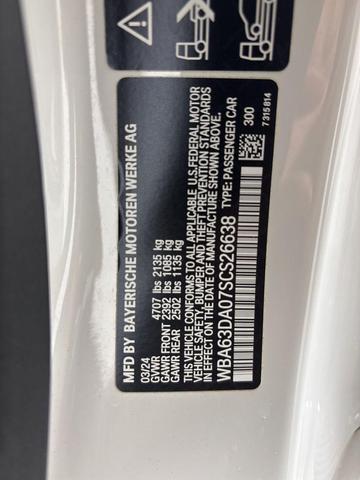 MFD BY BAYERISCHE MOTOREN WERKE AG
03/24
GVWR 4707 lbs 2135 kg
GAWR FRONT 2392 lbs 1085 kg
GAWR REAR 2502 lbs 1135 kg
THIS VEHICLE CONFORMS TO ALL APPLICABLE U.S. FEDERAL MOTOR
VEHICLE SAFETY, BUMPER, AND THEFT PREVENTION STANDARDS
IN EFFECT ON THE DATE OF MANUFACTURE SHOWN ABOVE.
WBA63DA07SCS26638 TYPE: PASSENGER CAR
300
7 315 814